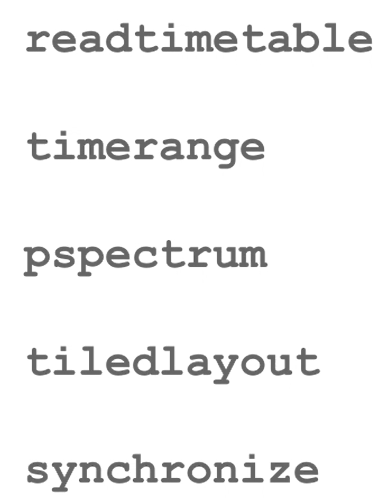 readtimetable
timerange
pspectrum
tiledlayout
synchronize